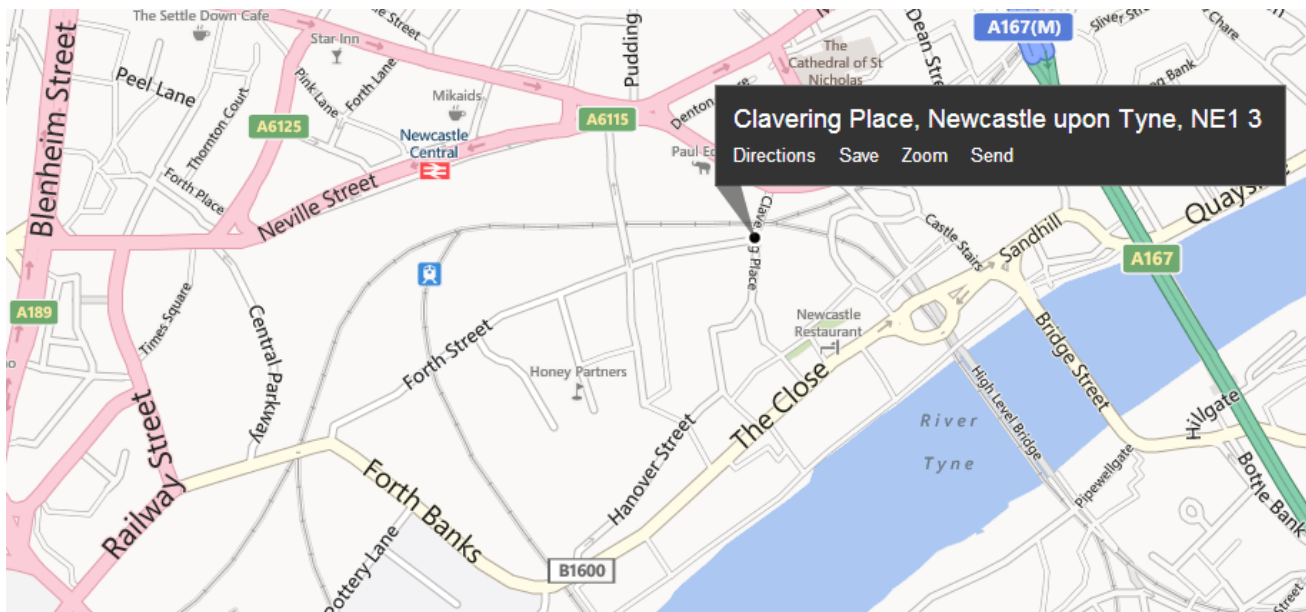 The Settle Down Cafe
Star Inn
Peel Lane
Pink Lane
Forth Lane
Thornton Court
Mikaids
Pudding
Denton
The
Cathedral of St
Nicholas
Dean Street
A167(M)
Chare
Blenheim Street
A6125
A6115
Newcastle
Central
Forth Place
Neville Street
Clavering Place, Newcastle upon Tyne, NE1 3
Directions Save Zoom Send
Castle Stairs
Sandhill
A167
A189
Times Square
Central Parkway
Forth Street
Newcastle
Restaurant
Honey Partners
The Close
Bridge Street
High Level Bridge
River
Tyne
Hillgate
Bottle Bank
Pipewellgate
Hanover Street
Railway Street
Forth Banks
Pottery Lane
B1600